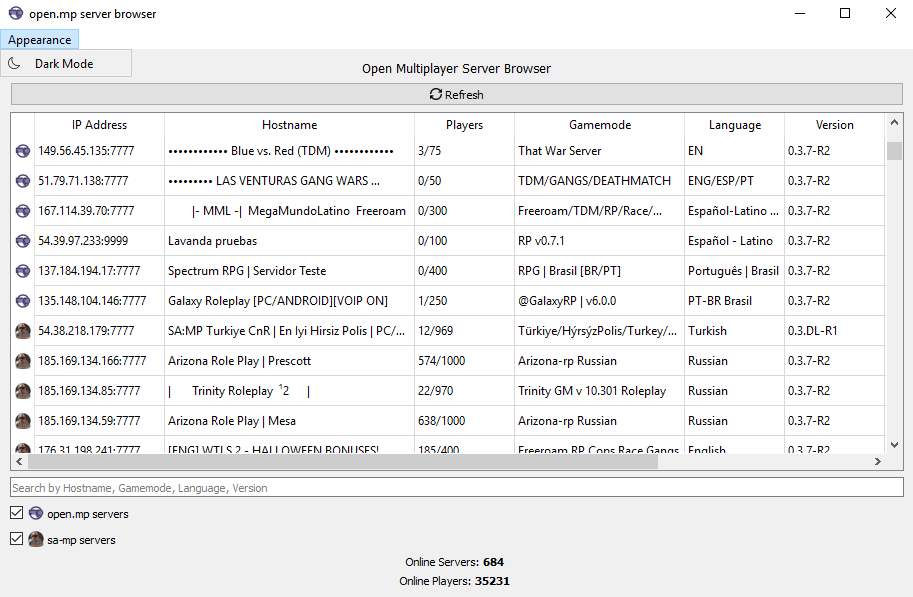 open.mp server browser
Appearance
Dark Mode
Open Multiplayer Server Browser
Refresh
IP Address Hostname Players Gamemode Language Version
149.56.45.135:7777 •••••••••••• Blue vs. Red (TDM) •••••••••••• 3/75 That War Server EN 0.3.7-R2
51.79.71.138:7777 ••••••••• LAS VENTURAS GANG WARS ... 0/50 TDM/GANGS/DEATHMATCH ENG/ESP/PT 0.3.7-R2
167.114.39.70:7777 |- MML -| MegaMundoLatino Freeroam 0/300 Freeroam/TDM/RP/Race/... Español-Latino ... 0.3.7-R2
54.39.97.233:9999 Lavanda pruebas 0/100 RP v0.7.1 Español - Latino 0.3.7-R2
137.184.194.17:7777 Spectrum RPG | Servidor Teste 0/400 RPG | Brasil [BR/PT] Português | Brasil 0.3.7-R2
135.148.104.146:7777 Galaxy Roleplay [PC/ANDROID][VOIP ON] 1/250 @GalaxyRP | v6.0.0 PT-BR Brasil 0.3.7-R2
54.38.218.179:7777 SA:MP Turkiye CnR | En Iyi Hirsiz Polis | PC/... 12/969 Türkiye/HýrsýzPolis/Turkey/... Turkish 0.3.DL-R1
185.169.134.166:7777 Arizona Role Play | Prescott 574/1000 Arizona-rp Russian Russian 0.3.7-R2
185.169.134.85:7777 | Trinity Roleplay ¹2 | 22/970 Trinity GM v 10.301 Roleplay Russian 0.3.7-R2
185.169.134.59:7777 Arizona Role Play | Mesa 638/1000 Arizona-rp Russian Russian 0.3.7-R2
176.31.198.241:7777 [ENG] WTLS 2 - HALLOWEEN BONUSES! 185/400 Freeroam RP Cops Race Gangs English 0.3.7-R2
Search by Hostname, Gamemode, Language, Version
open.mp servers
sa-mp servers
Online Servers: 684
Online Players: 35231